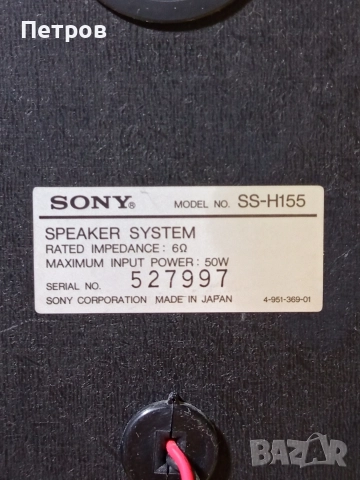 Петров
SONY® MODEL NO. SS-H155
SPEAKER SYSTEM
RATED IMPEDANCE: 6Ω
MAXIMUM INPUT POWER: 50W
SERIAL NO. 527997
SONY CORPORATION MADE IN JAPAN 4-951-369-01
BAZAR